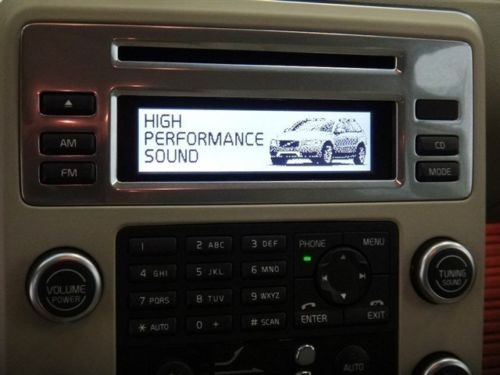 HIGH
PERFORMANCE
SOUND
AM
FM
CD
MODE
VOLUME
POWER
1
2 ABC
3 DEF
4 GHI
5 JKL
6 MNO
7 PQRS
8 TUV
9 WXYZ
* AUTO
0 +
# SCAN
PHONE
MENU
ENTER
EXIT
TUNING
SOUND
AUTO